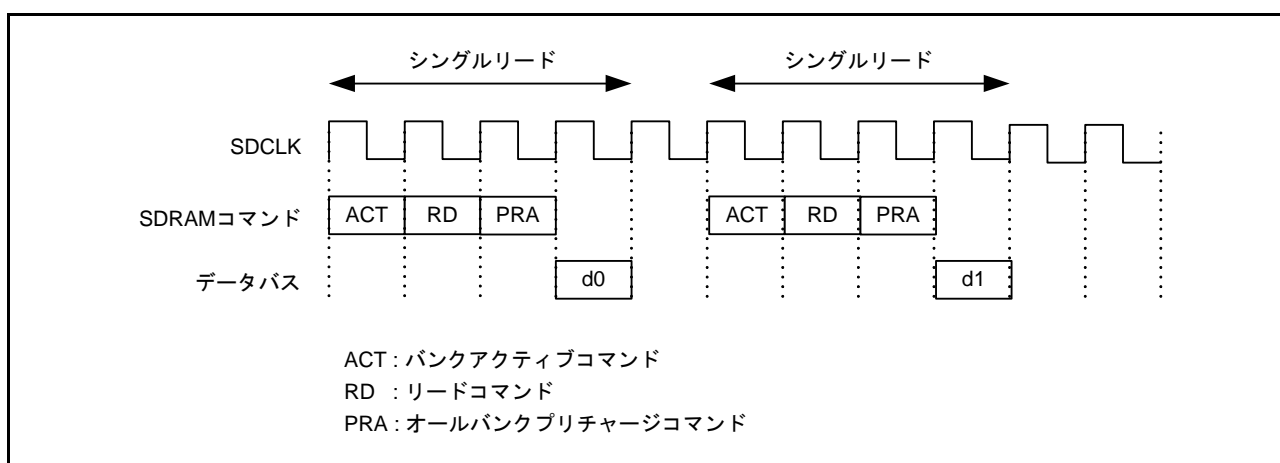 シングルリード シングルリード
SDCLK
SDRAMコマンド ACT RD PRA ACT RD PRA
データバス d0 d1
ACT : バンクアクティブコマンド
RD : リードコマンド
PRA : オールバンクプリチャージコマンド